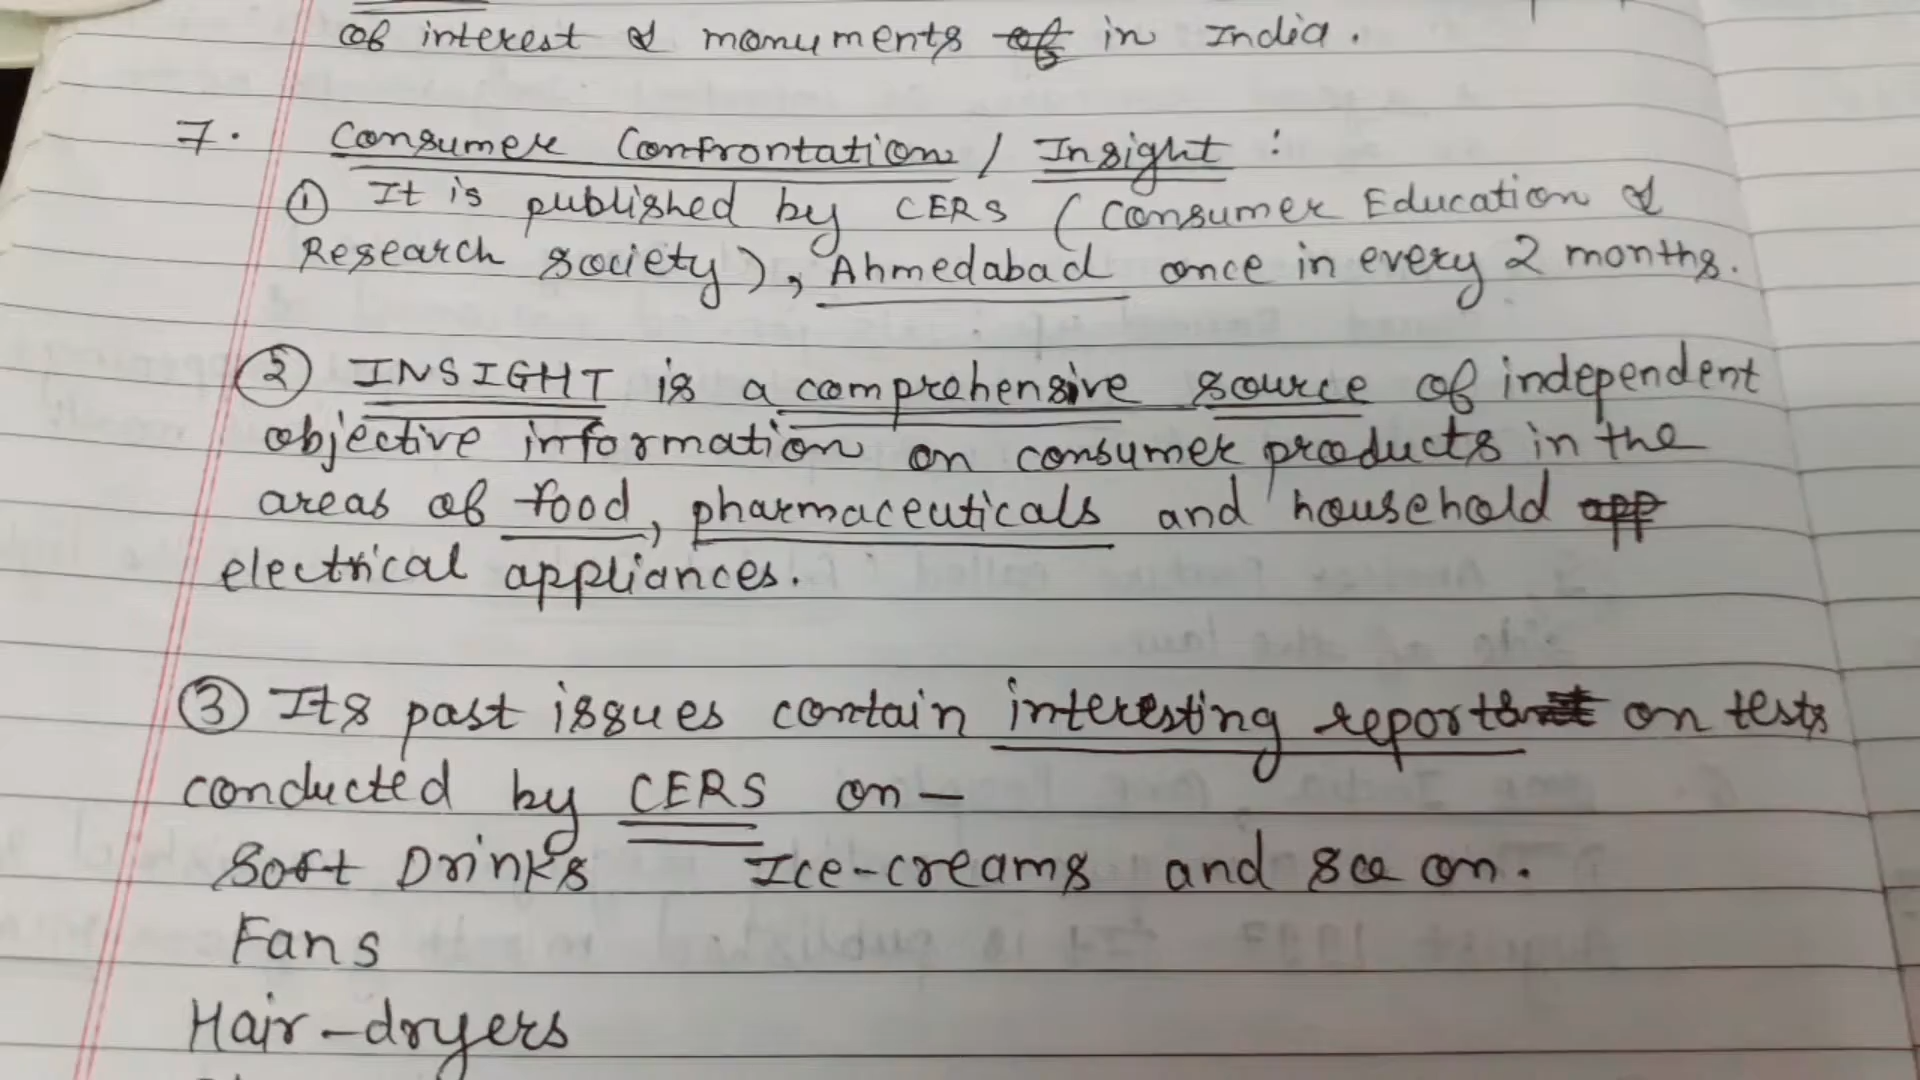 of interest & monuments of in India.
7. Consumer Confrontation / Insight :
① It is published by CERS (Consumer Education &
Research society), Ahmedabad once in every 2 months.
② INSIGHT is a comprehensive source of independent
objective information on consumer products in the
areas of food, pharmaceuticals and household app
electrical appliances.
③ Its past issues contain interesting reports on tests
conducted by CERS on –
Soft Drinks Ice-creams and so on.
Fans
Hair-dryers